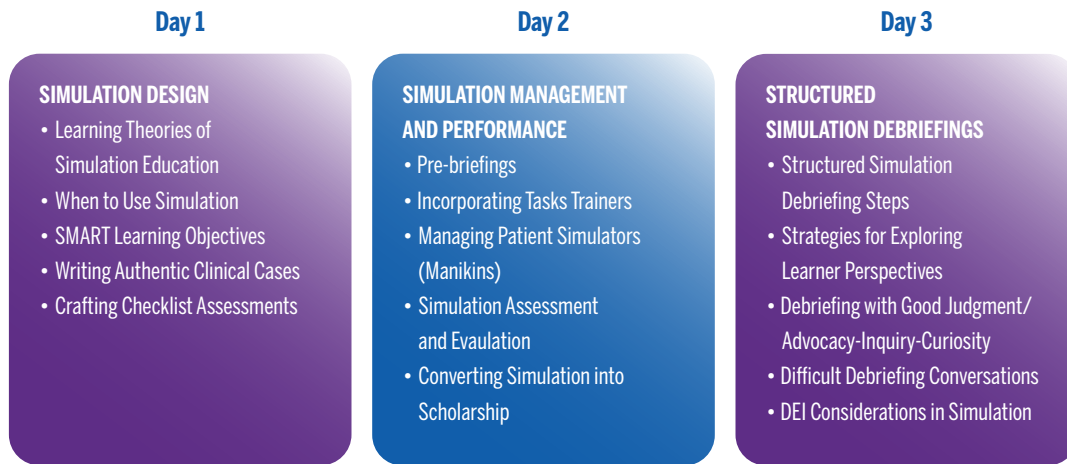 Day 1
SIMULATION DESIGN
• Learning Theories of
Simulation Education
• When to Use Simulation
• SMART Learning Objectives
• Writing Authentic Clinical Cases
• Crafting Checklist Assessments
Day 2
SIMULATION MANAGEMENT
AND PERFORMANCE
• Pre-briefings
• Incorporating Tasks Trainers
• Managing Patient Simulators
(Manikins)
• Simulation Assessment
and Evaulation
• Converting Simulation into
Scholarship
Day 3
STRUCTURED
SIMULATION DEBRIEFINGS
• Structured Simulation
Debriefing Steps
• Strategies for Exploring
Learner Perspectives
• Debriefing with Good Judgment/
Advocacy-Inquiry-Curiosity
• Difficult Debriefing Conversations
• DEI Considerations in Simulation